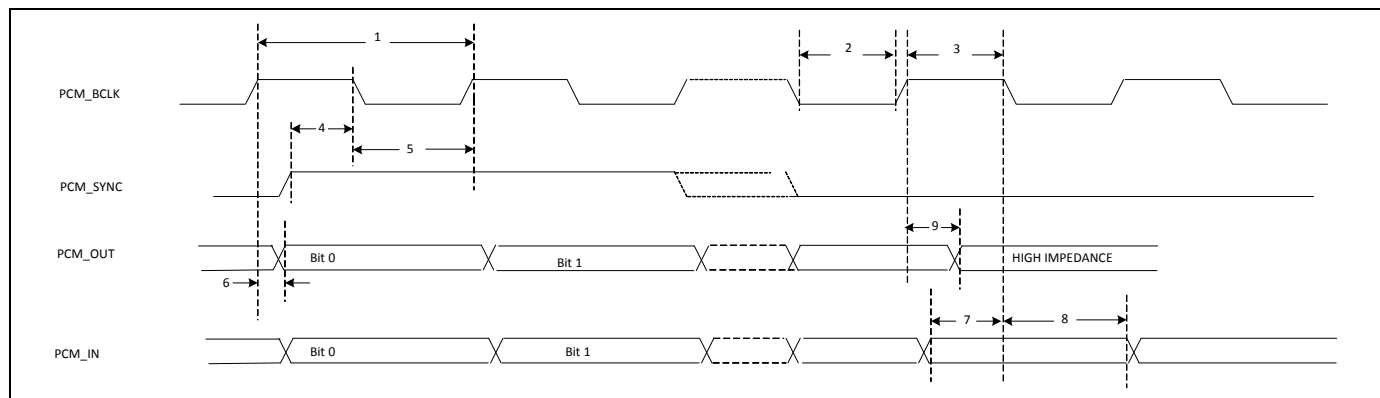 1
2
3
PCM_BCLK
4
5
PCM_SYNC
9
PCM_OUT
Bit 0
Bit 1
HIGH IMPEDANCE
6
7
8
PCM_IN
Bit 0
Bit 1